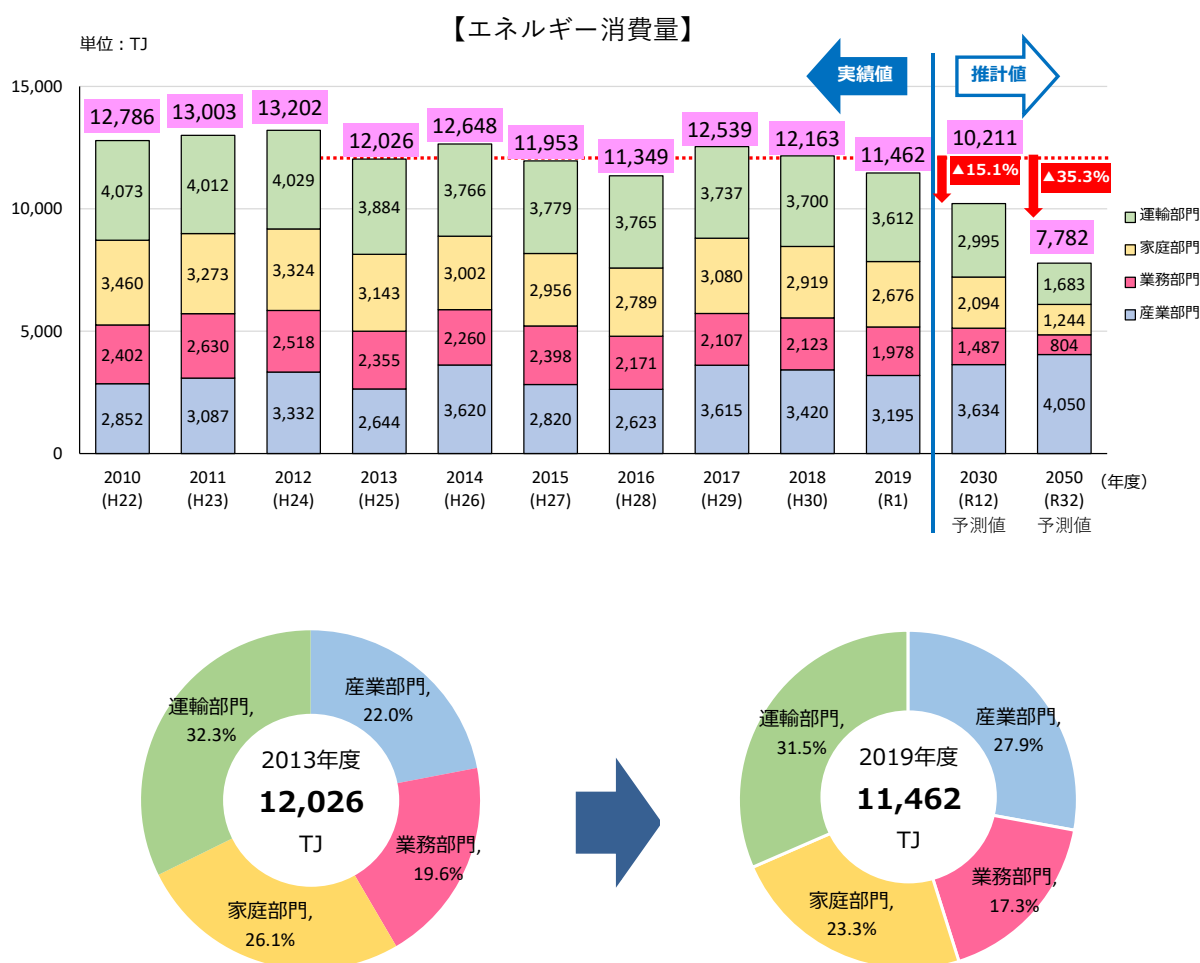 【エネルギー消費量】
単位：TJ
実績値
推計値
15,000
10,000
5,000
0
12,786
13,003
13,202
12,026
12,648
11,953
11,349
12,539
12,163
11,462
10,211
7,782
▲15.1%
▲35.3%
4,073
4,012
4,029
3,884
3,766
3,779
3,765
3,737
3,700
3,612
2,995
1,683
3,460
3,273
3,324
3,143
3,002
2,956
2,789
3,080
2,919
2,676
2,094
1,244
2,402
2,630
2,518
2,355
2,260
2,398
2,171
2,107
2,123
1,978
1,487
804
2,852
3,087
3,332
2,644
3,620
2,820
2,623
3,615
3,420
3,195
3,634
4,050
運輸部門
家庭部門
業務部門
産業部門
2010
(H22)
2011
(H23)
2012
(H24)
2013
(H25)
2014
(H26)
2015
(H27)
2016
(H28)
2017
(H29)
2018
(H30)
2019
(R1)
2030
(R12)
予測値
2050
(R32)
予測値
（年度）
産業部門,
22.0%
業務部門,
19.6%
家庭部門,
26.1%
運輸部門,
32.3%
2013年度
12,026
TJ
産業部門,
27.9%
業務部門,
17.3%
家庭部門,
23.3%
運輸部門,
31.5%
2019年度
11,462
TJ